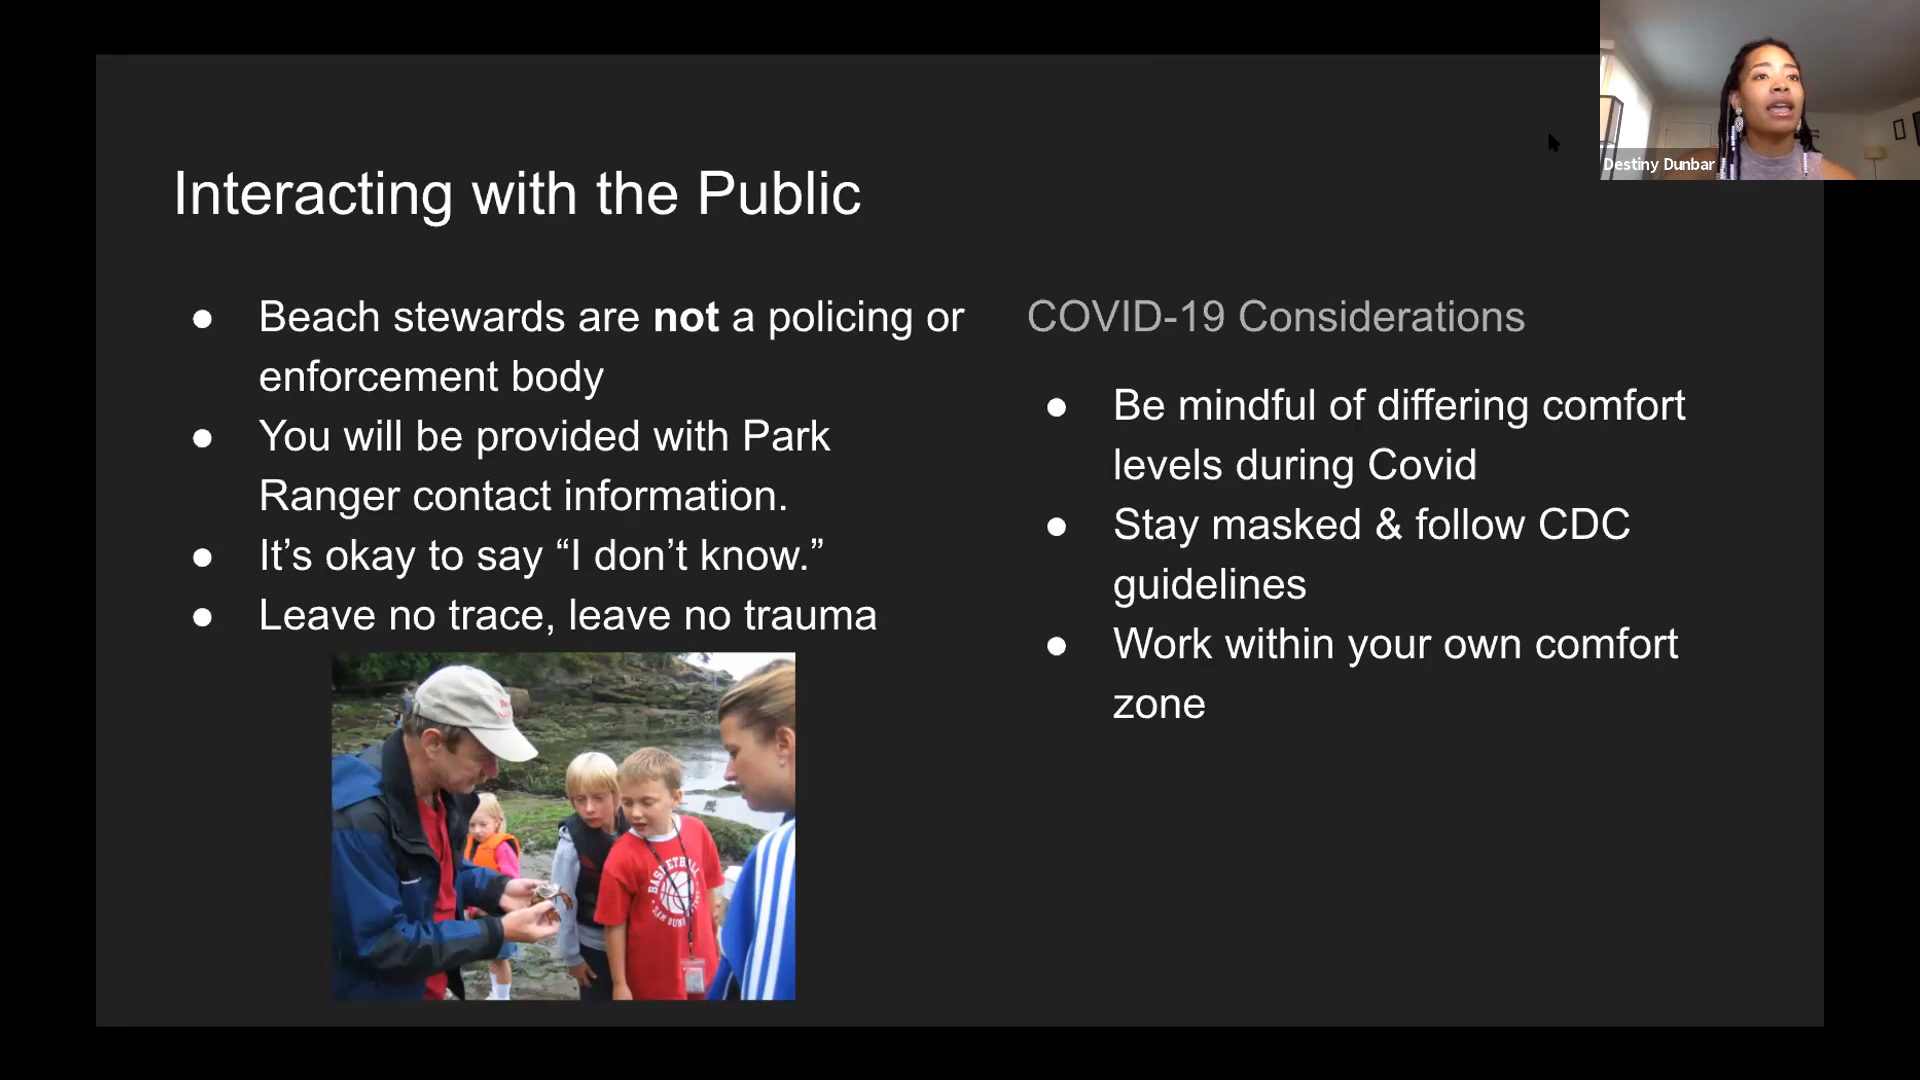 Interacting with the Public
● Beach stewards are not a policing or
enforcement body
● You will be provided with Park
Ranger contact information.
● It’s okay to say “I don’t know.”
● Leave no trace, leave no trauma
COVID-19 Considerations
● Be mindful of differing comfort
levels during Covid
● Stay masked & follow CDC
guidelines
● Work within your own comfort
zone
Destiny Dunbar
BASKETBALL